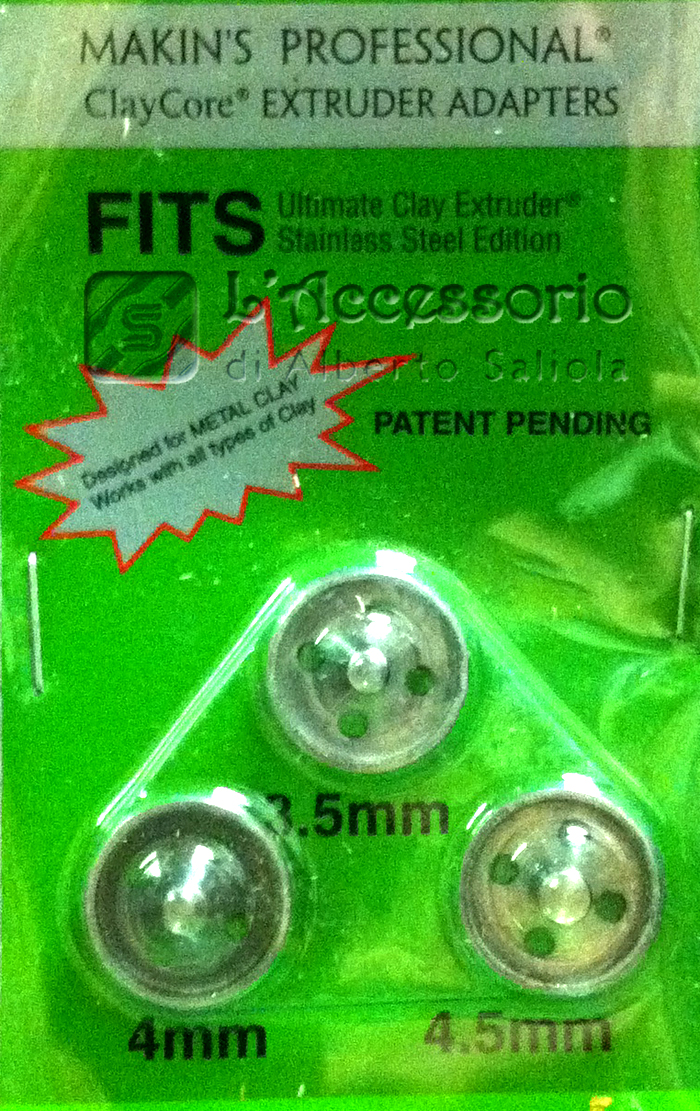 MAKIN'S PROFESSIONAL®
ClayCore® EXTRUDER ADAPTERS
FITS Ultimate Clay Extruder®
Stainless Steel Edition
S
L'Accessorio
di Alberto Saliola
Designed for METAL CLAY
Works with all types of Clay
PATENT PENDING
3.5mm
4mm
4.5mm